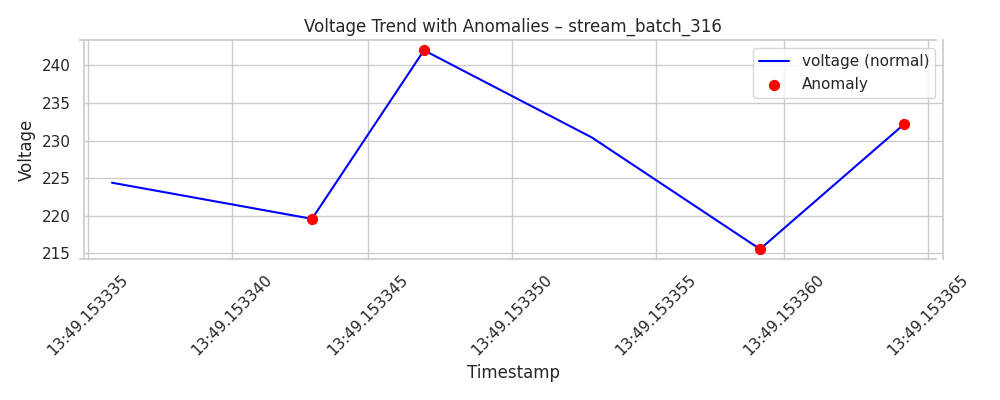 Voltage Trend with Anomalies – stream_batch_316
voltage (normal)
Anomaly
Voltage
240
235
230
225
220
215
13:49.153335
13:49.153340
13:49.153345
13:49.153350
13:49.153355
13:49.153360
13:49.153365
Timestamp